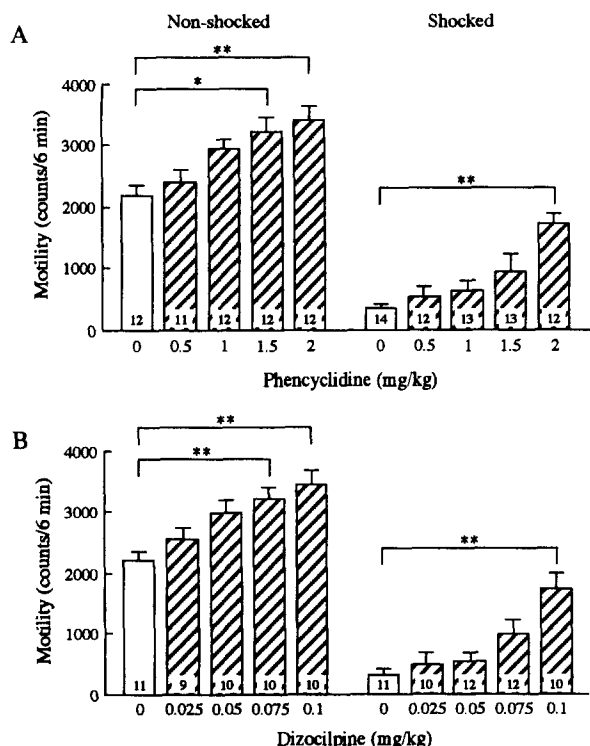 Non-shocked Shocked
A
** 
*
**
Motility (counts/6 min)
4000
3000
2000
1000
0
12 11 12 12 12 14 12 13 13 12
0 0.5 1 1.5 2 0 0.5 1 1.5 2
Phencyclidine (mg/kg)
B
**
**
**
Motility (counts/6 min)
4000
3000
2000
1000
0
11 9 10 10 10 11 10 12 12 10
0 0.025 0.05 0.075 0.1 0 0.025 0.05 0.075 0.1
Dizocilpine (mg/kg)